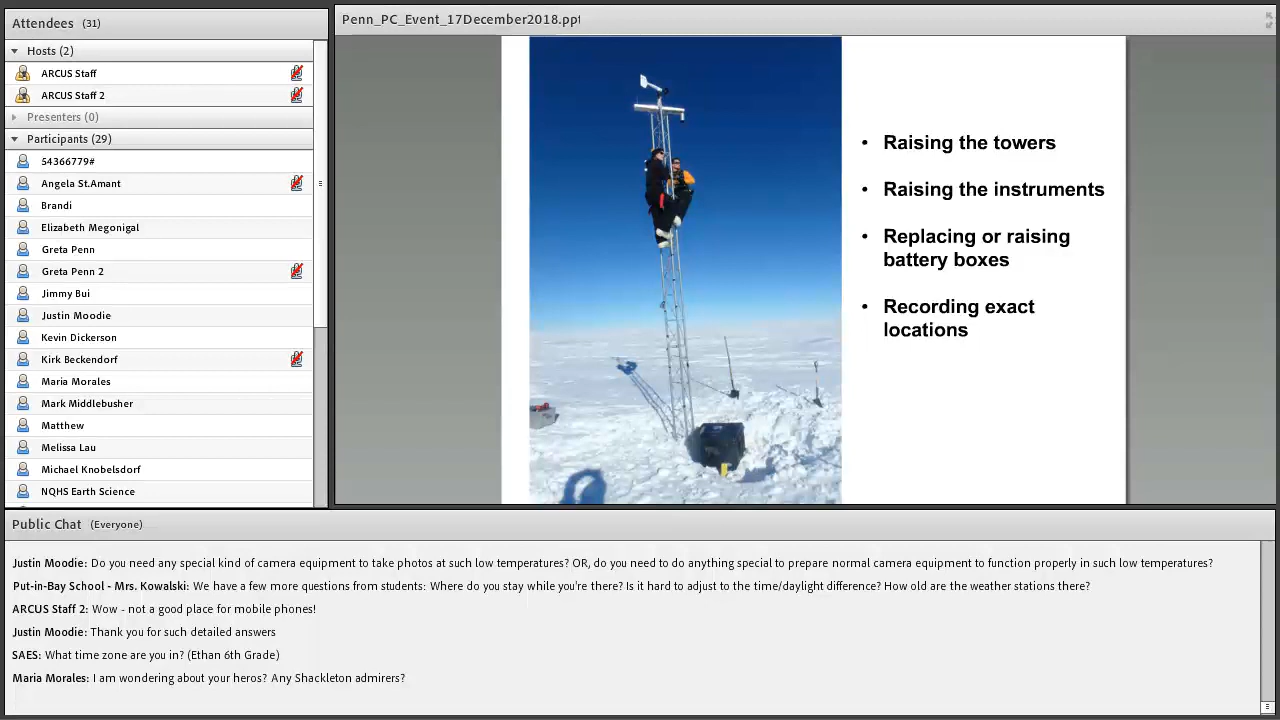 Attendees (31)
Hosts (2)
ARCUS Staff
ARCUS Staff 2
Presenters (0)
Participants (29)
54366779#
Angela St.Amant
Brandi
Elizabeth Megonigal
Greta Penn
Greta Penn 2
Jimmy Bui
Justin Moodie
Kevin Dickerson
Kirk Beckendorf
Maria Morales
Mark Middlebusher
Matthew
Melissa Lau
Michael Knobelsdorf
NQHS Earth Science
Penn_PC_Event_17December2018.ppt
• Raising the towers
• Raising the instruments
• Replacing or raising
battery boxes
• Recording exact
locations
Public Chat (Everyone)
Justin Moodie: Do you need any special kind of camera equipment to take photos at such low temperatures? OR, do you need to do anything special to prepare normal camera equipment to function properly in such low temperatures?
Put-in-Bay School - Mrs. Kowalski: We have a few more questions from students: Where do you stay while you're there? Is it hard to adjust to the time/daylight difference? How old are the weather stations there?
ARCUS Staff 2: Wow - not a good place for mobile phones!
Justin Moodie: Thank you for such detailed answers
SAES: What time zone are you in? (Ethan 6th Grade)
Maria Morales: I am wondering about your heros? Any Shackleton admirers?